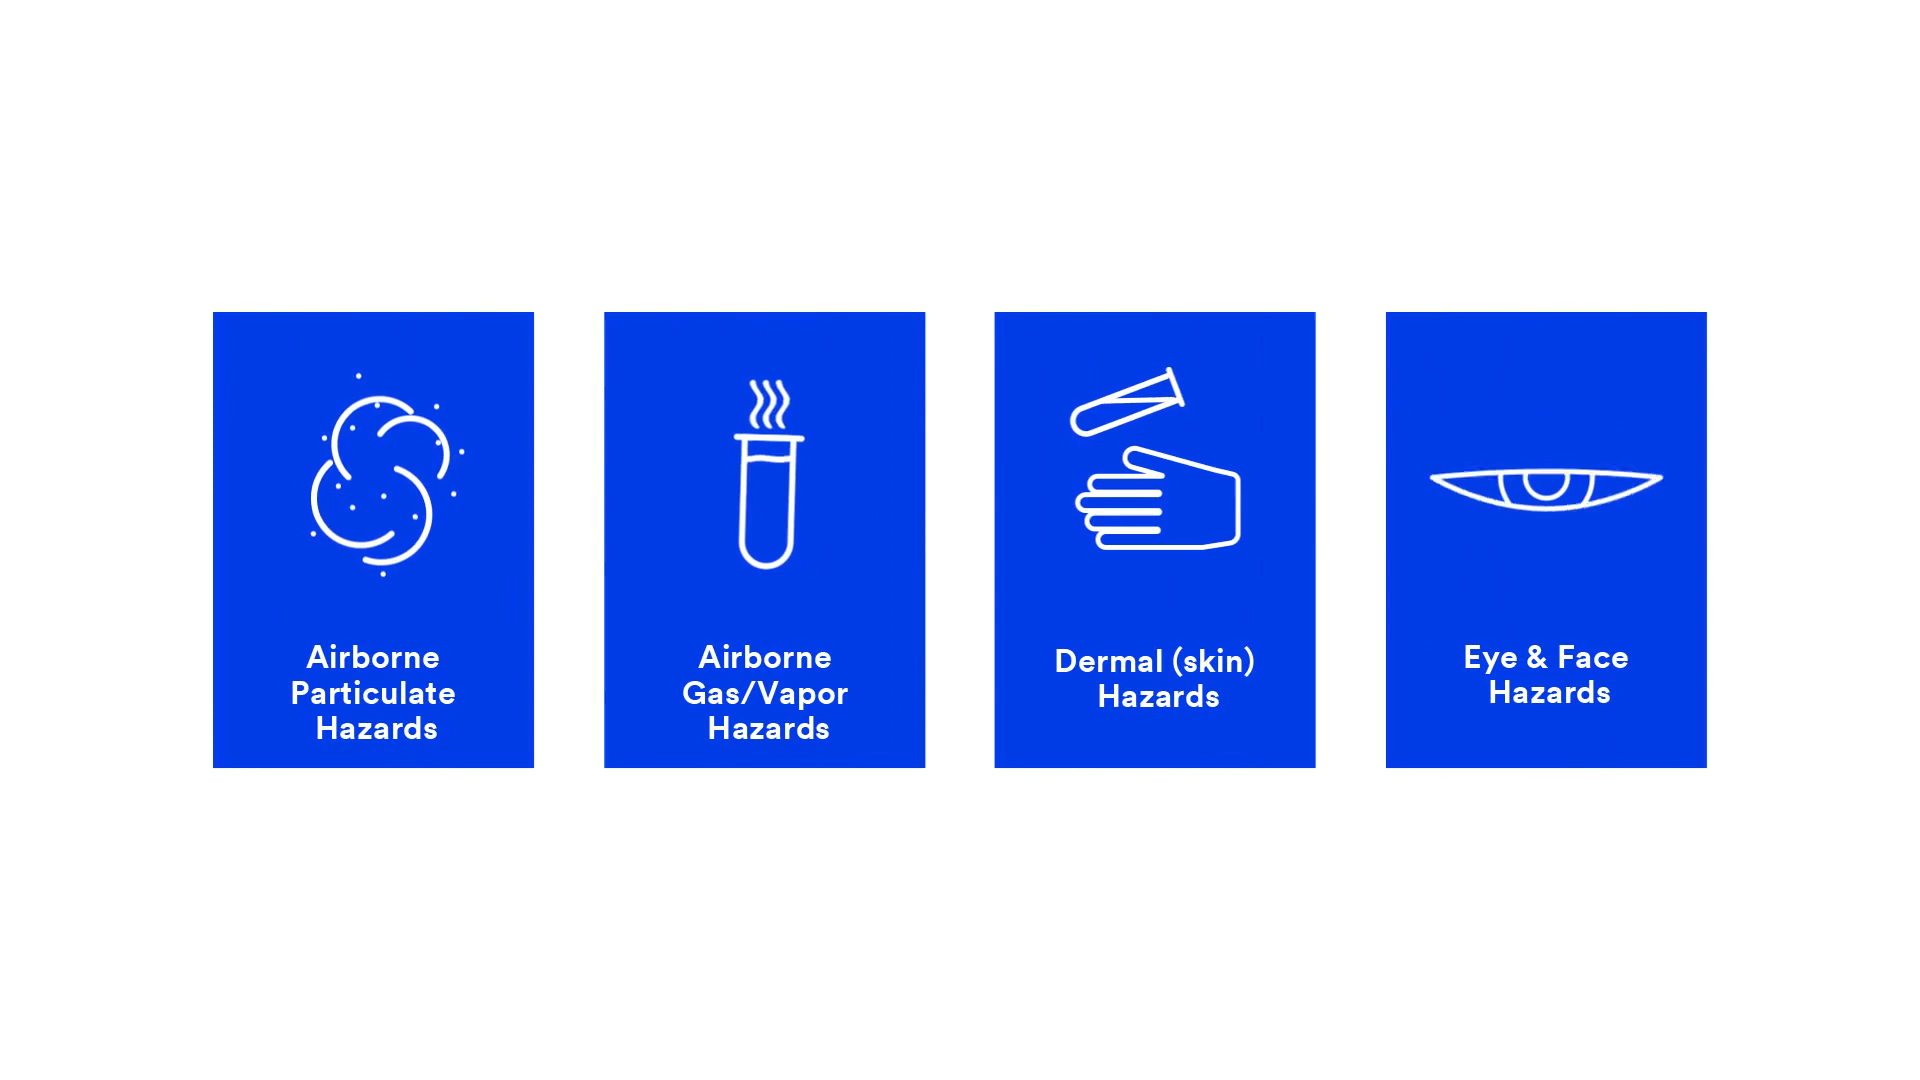 Airborne
Particulate
Hazards
Airborne
Gas/Vapor
Hazards
Dermal (skin)
Hazards
Eye & Face
Hazards